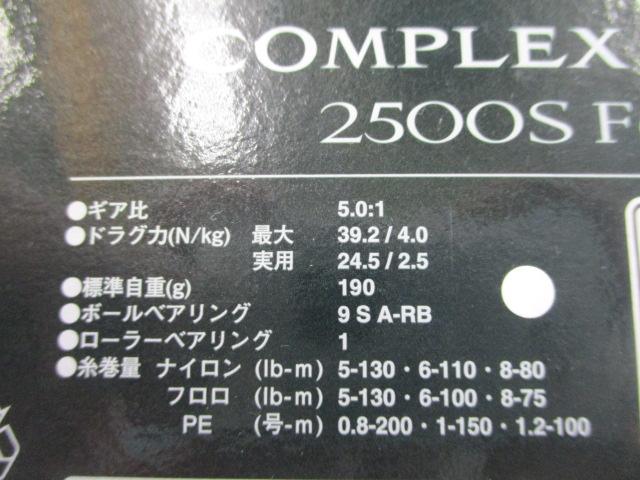 COMPLEX
2500S F
●ギア比 5.0:1
●ドラグ力(N/kg) 最大 39.2 / 4.0
実用 24.5 / 2.5
●標準自重(g) 190
●ボールベアリング 9 S A-RB
●ローラーベアリング 1
●糸巻量 ナイロン (lb-m) 5-130・6-110・8-80
フロロ (lb-m) 5-130・6-100・8-75
PE (号-m) 0.8-200・1-150・1.2-100